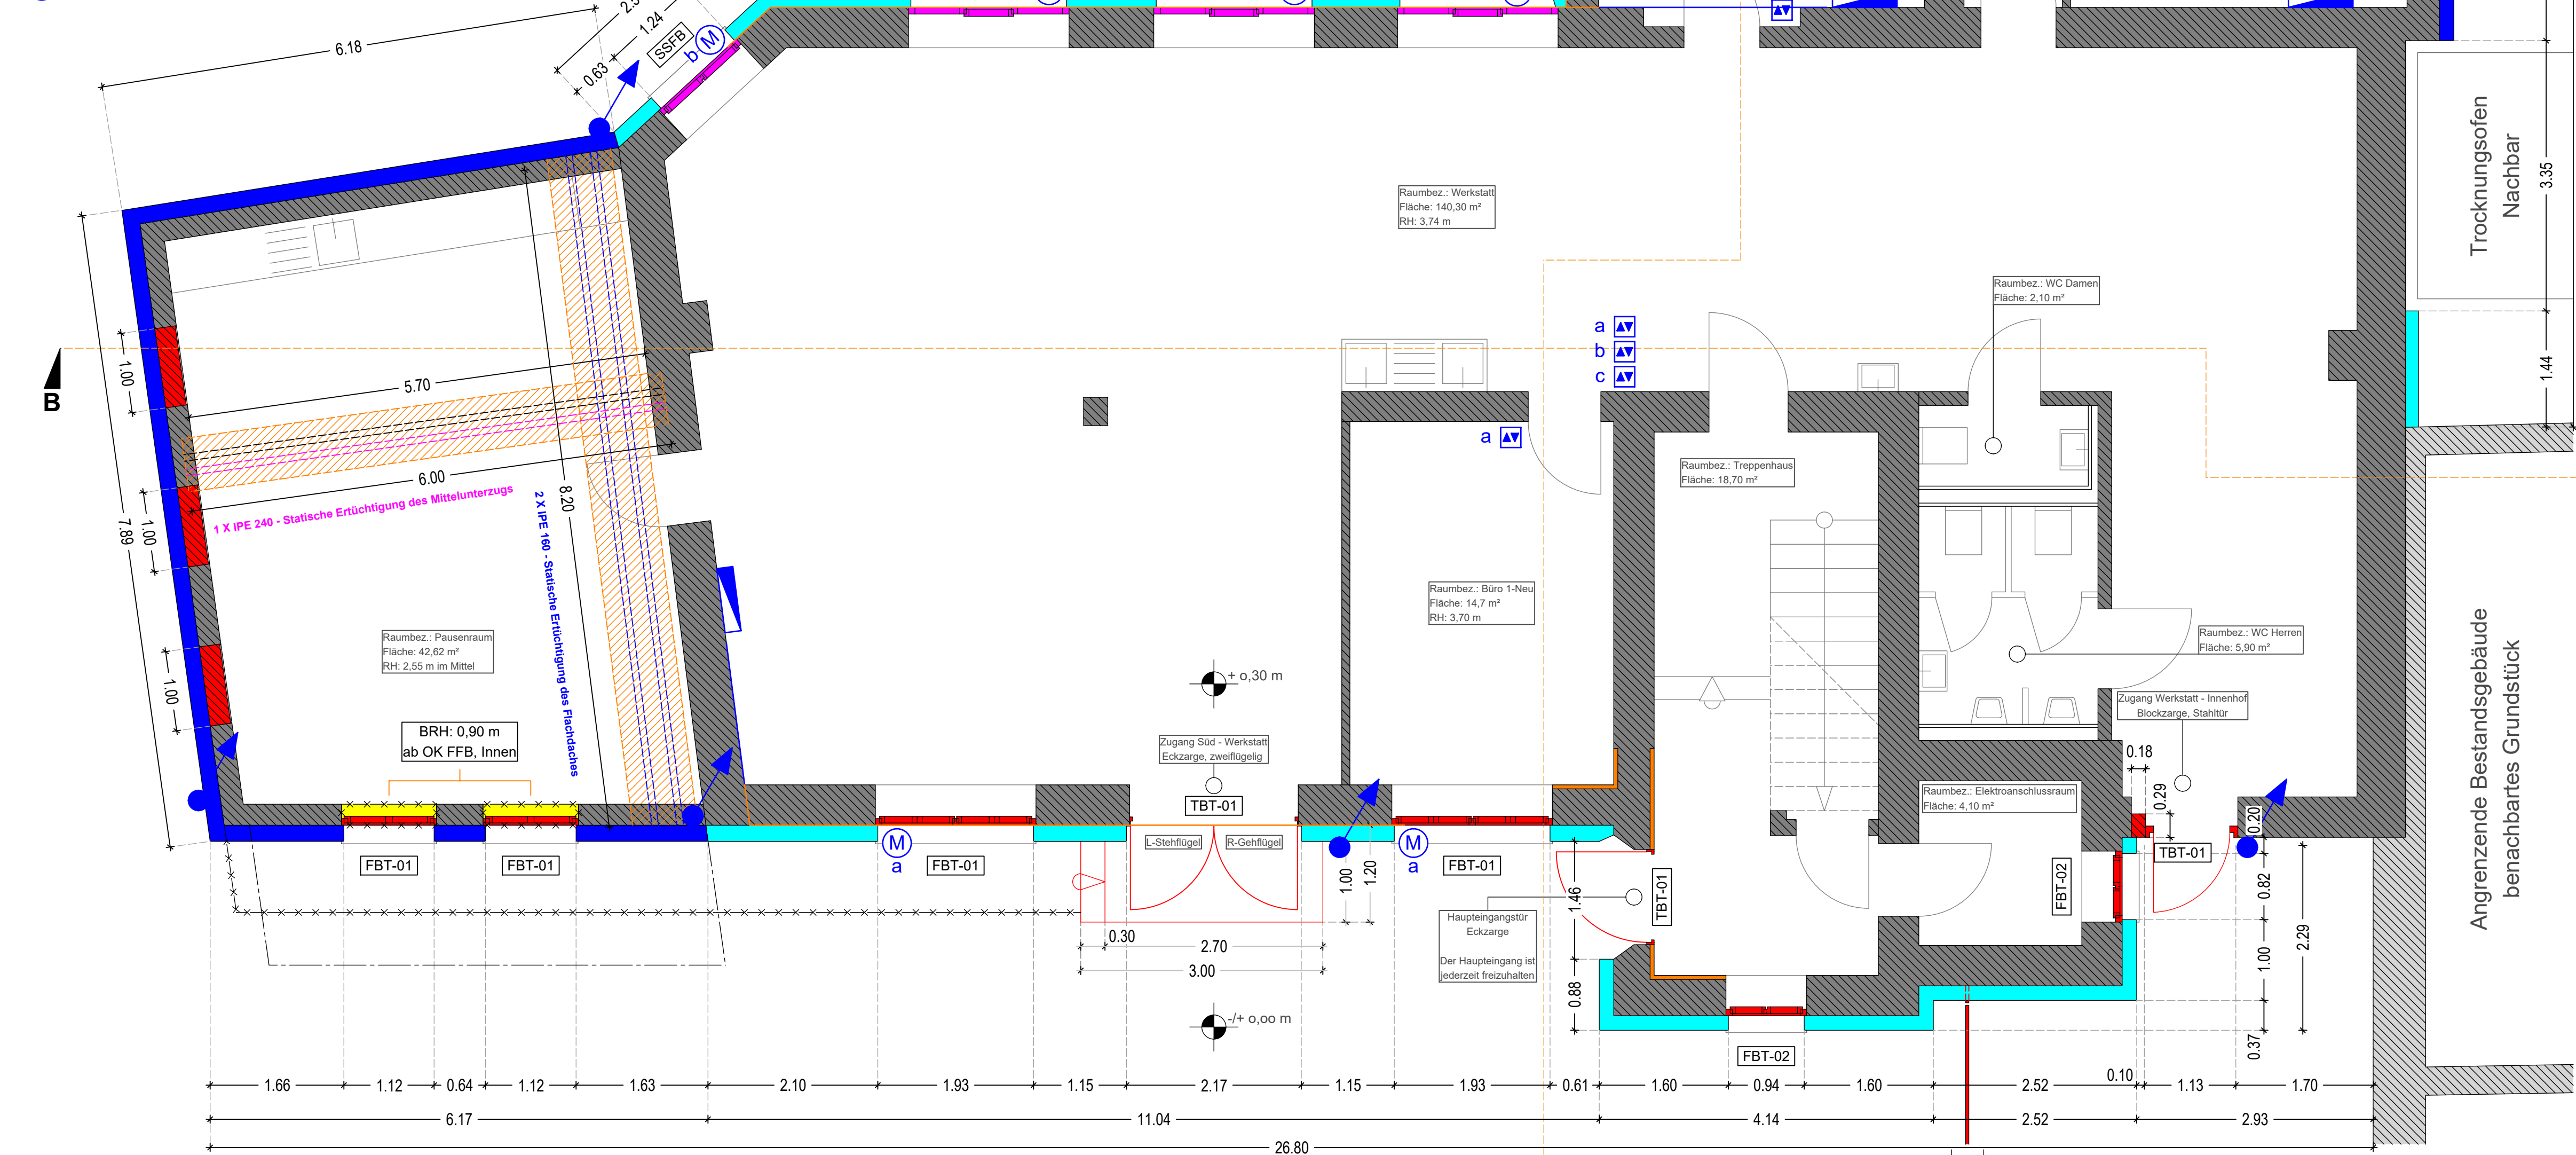 6.18
1.24
0.63
SSFB
b
M
Trocknungsofen
Nachbar
3.35
1.44
Raumbez.: Werkstatt
Fläche: 140,30 m²
RH: 3,74 m
Raumbez.: WC Damen
Fläche: 2,10 m²
a
b
c
a
B
1.00
1.00
1.00
7.89
5.70
6.00
8.20
1 X IPE 240 - Statische Ertüchtigung des Mittelunterzugs
2 X IPE 160 - Statische Ertüchtigung des Flachdaches
Raumbez.: Treppenhaus
Fläche: 18,70 m²
Raumbez.: Büro 1-Neu
Fläche: 14,7 m²
RH: 3,70 m
Raumbez.: Pausenraum
Fläche: 42,62 m²
RH: 2,55 m im Mittel
Raumbez.: WC Herren
Fläche: 5,90 m²
Angrenzende Bestandsgebäude
benachbartes Grundstück
+ 0,30 m
Zugang Werkstatt - Innenhof
Blockzarge, Stahltür
BRH: 0,90 m
ab OK FFB, Innen
Zugang Süd - Werkstatt
Eckzarge, zweiflügelig
TBT-01
0.18
0.29
0.20
Raumbez.: Elektroanschlussraum
Fläche: 4,10 m²
L-Stehflügel
R-Gehflügel
M
a
M
a
FBT-01
FBT-01
FBT-01
FBT-01
TBT-01
FBT-02
TBT-01
1.00
1.20
1.46
0.88
0.82
1.00
2.29
0.37
Haupteingangstür
Eckzarge
Der Haupteingang ist
jederzeit freizuhalten
0.30
2.70
3.00
-/+ 0,00 m
FBT-02
1.66
1.12
0.64
1.12
1.63
2.10
1.93
1.15
2.17
1.15
1.93
0.61
1.60
0.94
1.60
2.52
0.10
1.13
1.70
6.17
11.04
4.14
2.52
2.93
26.80